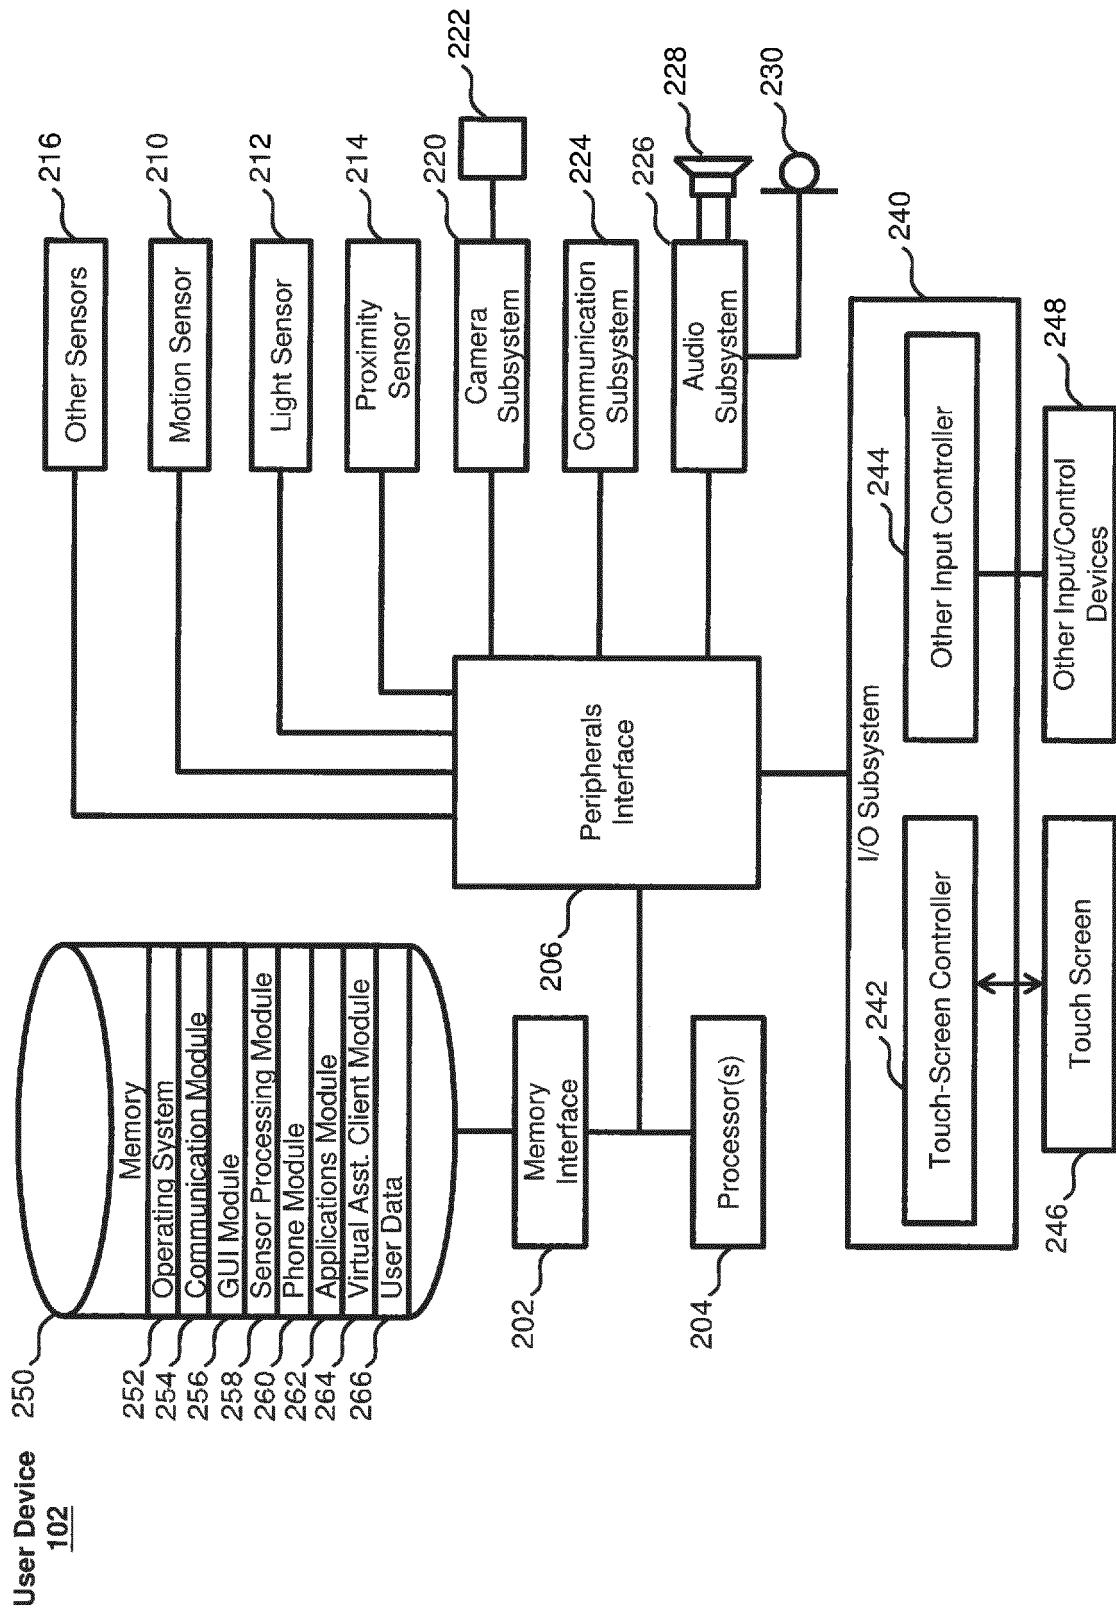 User Device
102
250
252
254
256
258
260
262
264
266
Memory
Operating System
Communication Module
GUI Module
Sensor Processing Module
Phone Module
Applications Module
Virtual Asst. Client Module
User Data
202
Memory
Interface
204
Processor(s)
206
Peripherals
Interface
216
Other Sensors
210
Motion Sensor
212
Light Sensor
214
Proximity
Sensor
220
Camera
Subsystem
222
224
Communication
Subsystem
226
Audio
Subsystem
228
230
240
I/O Subsystem
242
Touch-Screen Controller
244
Other Input Controller
246
Touch Screen
248
Other Input/Control
Devices